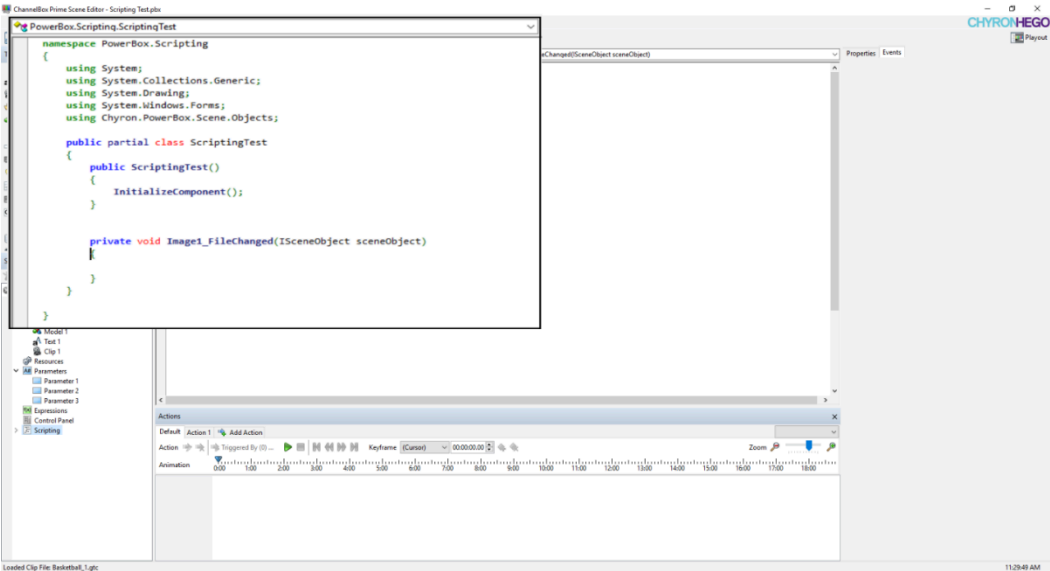 ChannelBox Prime Scene Editor - Scripting Test.pbx
CHYRONHEGO
Playout
PowerBox.Scripting.ScriptingTest
eChanged(ISceneObject sceneObject)
Properties Events
namespace PowerBox.Scripting
{
using System;
using System.Collections.Generic;
using System.Drawing;
using System.Windows.Forms;
using Chyron.PowerBox.Scene.Objects;
public partial class ScriptingTest
{
public ScriptingTest()
{
InitializeComponent();
}
private void Image1_FileChanged(ISceneObject sceneObject)
{
}
}
}
Model 1
Text 1
Clip 1
Resources
Parameters
Parameter 1
Parameter 2
Parameter 3
Expressions
Control Panel
Scripting
Actions
Default Action 1 Add Action
Action Triggered By (0) ... Keyframe (Cursor) 00:00:00.00 Zoom
Animation 0:00 1:00 2:00 3:00 4:00 5:00 6:00 7:00 8:00 9:00 10:00 11:00 12:00 13:00 14:00 15:00 16:00 17:00 18:00
Loaded Clip File: Basketball_1.gtc
11:29:49 AM